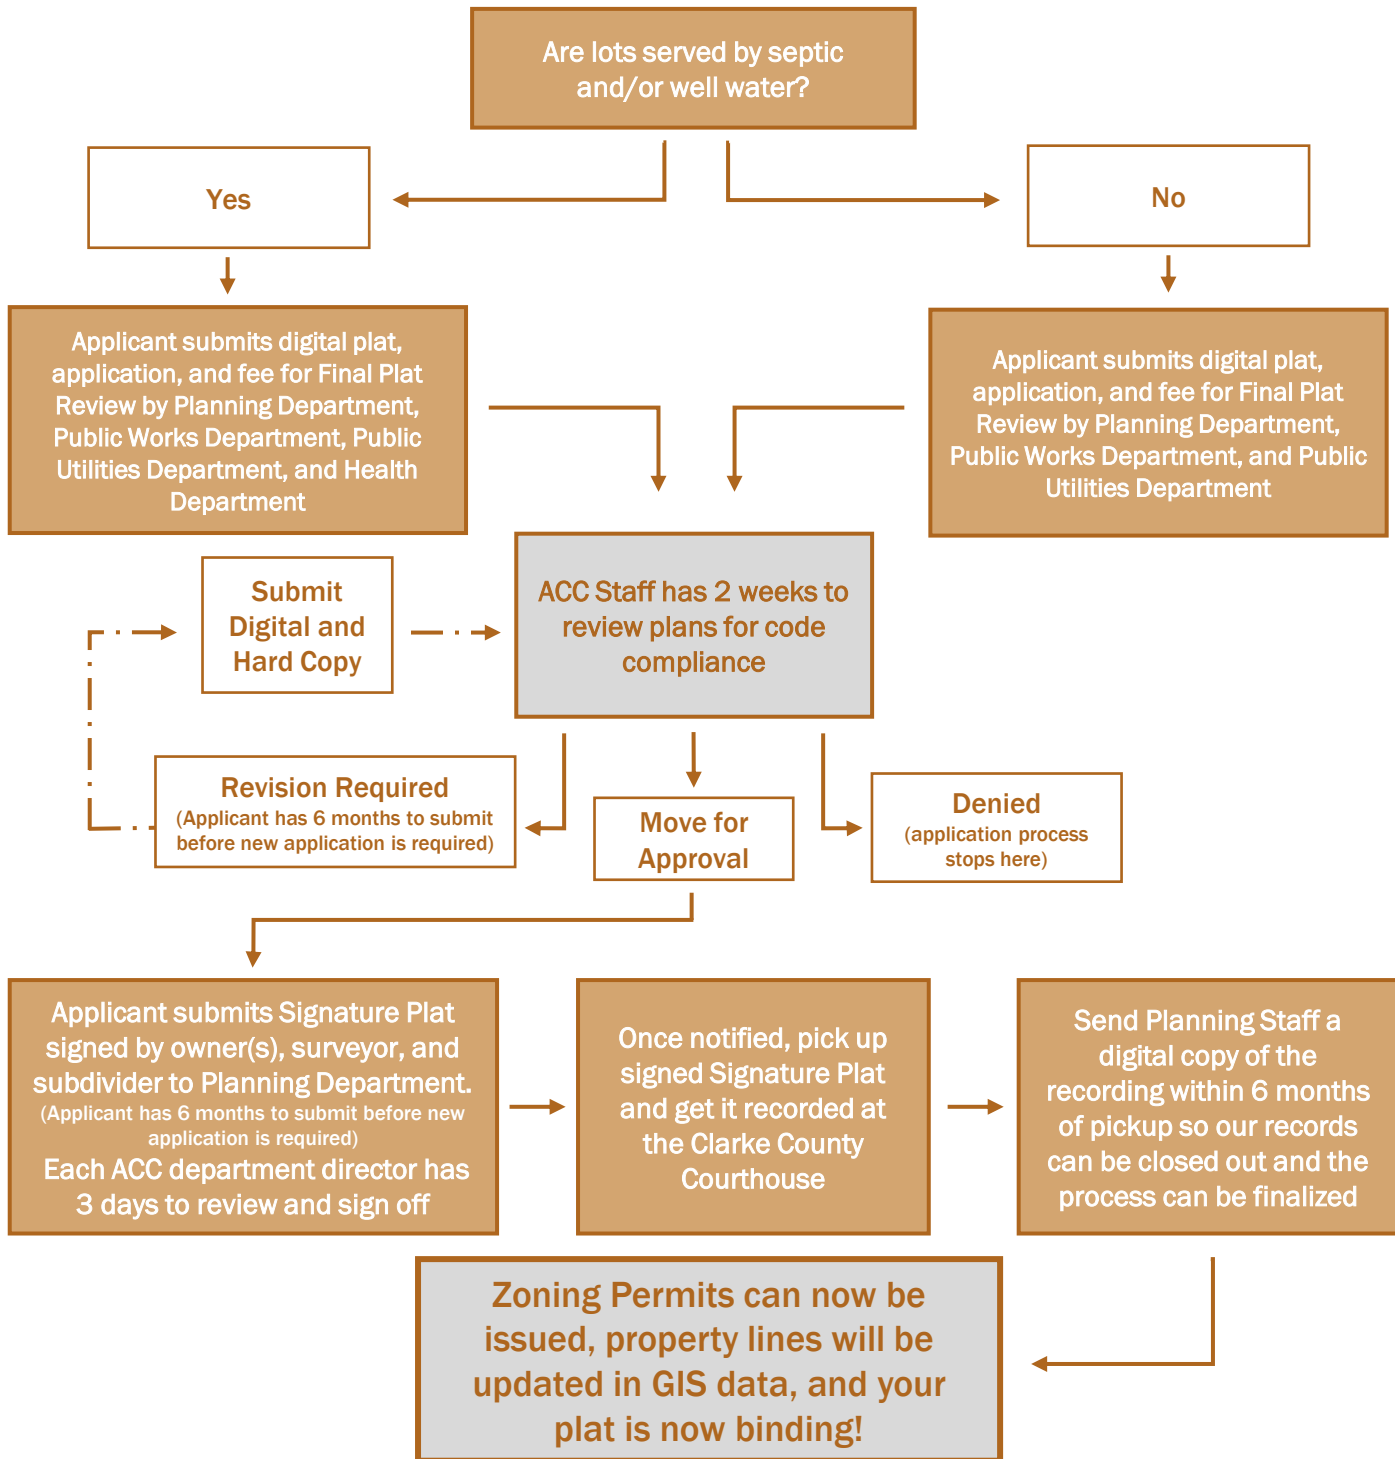 Are lots served by septic
and/or well water?
Yes
No
Applicant submits digital plat,
application, and fee for Final Plat
Review by Planning Department,
Public Works Department, Public
Utilities Department, and Health
Department
Applicant submits digital plat,
application, and fee for Final Plat
Review by Planning Department,
Public Works Department, and Public
Utilities Department
Submit
Digital and
Hard Copy
ACC Staff has 2 weeks to
review plans for code
compliance
Revision Required
(Applicant has 6 months to submit
before new application is required)
Move for
Approval
Denied
(application process
stops here)
Applicant submits Signature Plat
signed by owner(s), surveyor, and
subdivider to Planning Department.
(Applicant has 6 months to submit before new
application is required)
Each ACC department director has
3 days to review and sign off
Once notified, pick up
signed Signature Plat
and get it recorded at
the Clarke County
Courthouse
Send Planning Staff a
digital copy of the
recording within 6 months
of pickup so our records
can be closed out and the
process can be finalized
Zoning Permits can now be
issued, property lines will be
updated in GIS data, and your
plat is now binding!